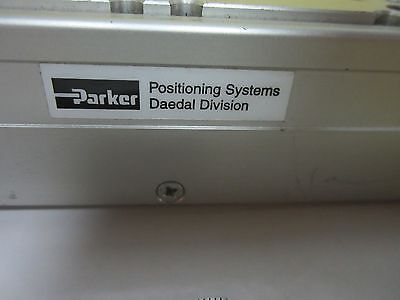 Parker
Positioning Systems
Daedal Division